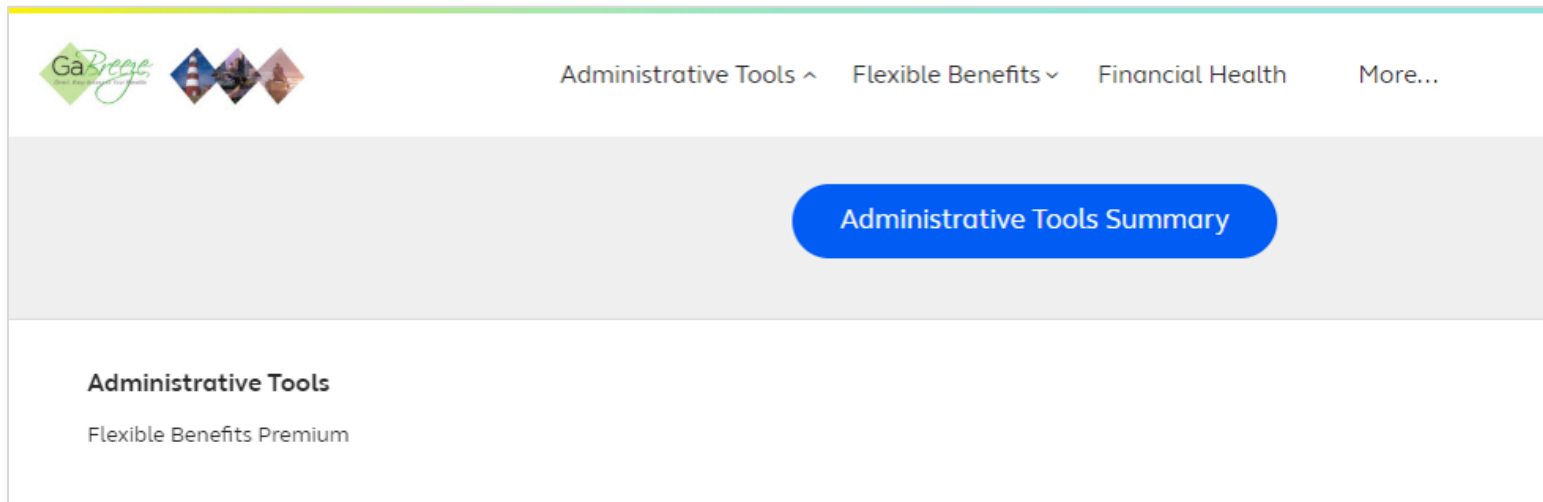 GaBreeze
Administrative Tools
Flexible Benefits
Financial Health
More...
Administrative Tools Summary
Administrative Tools
Flexible Benefits Premium